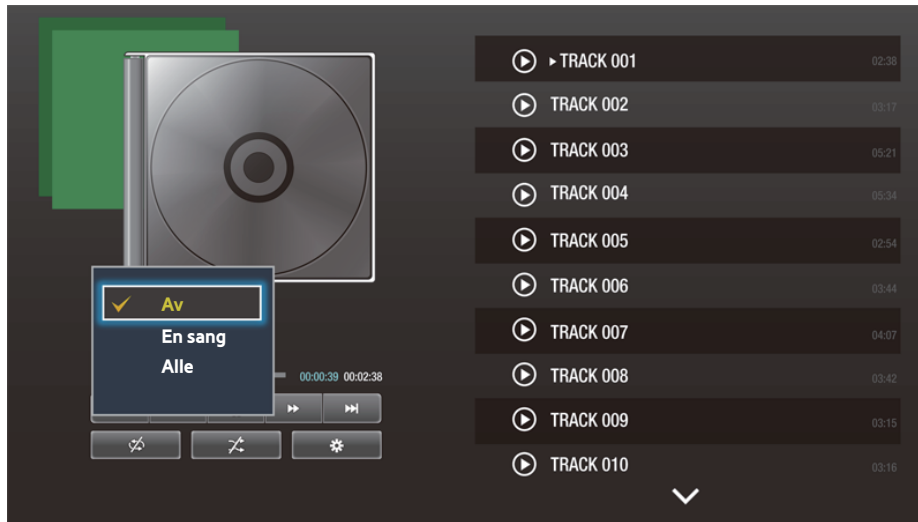 Av
En sang
Alle
00:00:39 00:02:38
TRACK 001 02:38
TRACK 002 03:17
TRACK 003 05:21
TRACK 004 05:34
TRACK 005 02:54
TRACK 006 03:44
TRACK 007 04:07
TRACK 008 03:42
TRACK 009 03:15
TRACK 010 03:16